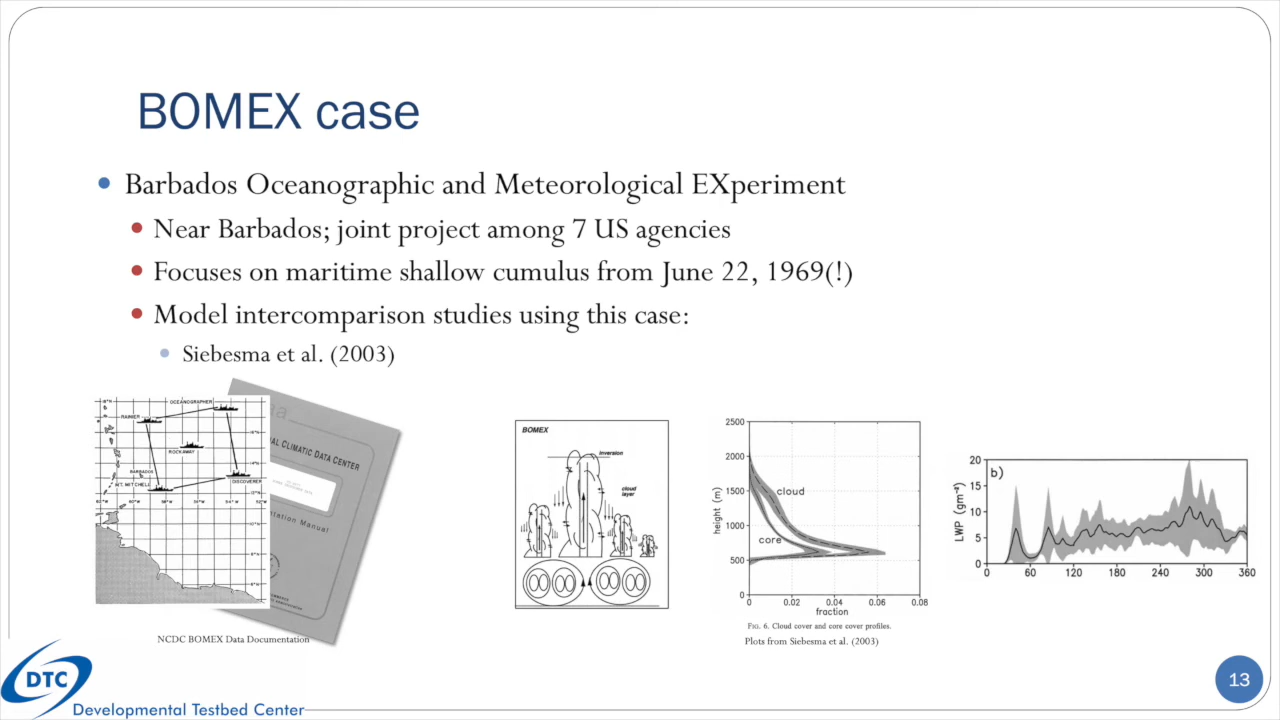 BOMEX case
Barbados Oceanographic and Meteorological EXperiment
Near Barbados; joint project among 7 US agencies
Focuses on maritime shallow cumulus from June 22, 1969(!)
Model intercomparison studies using this case:
Siebesma et al. (2003)
OCEANOGRAPHER
RAINIER
ROCKAWAY
BARBADOS
MT. MITCHELL
DISCOVERER
AL CLIMATIC DATA CENTER
ntation Manual
NCDC BOMEX Data Documentation
BOMEX
inversion
cloud
layer
2500
2000
1500
1000
500
0
height (m)
cloud
core
0 0.02 0.04 0.06 0.08
fraction
FIG. 6. Cloud cover and core cover profiles.
Plots from Siebesma et al. (2003)
b)
20
15
10
5
0
LWP (gm⁻²)
0 60 120 180 240 300 360
DTC
Developmental Testbed Center
13